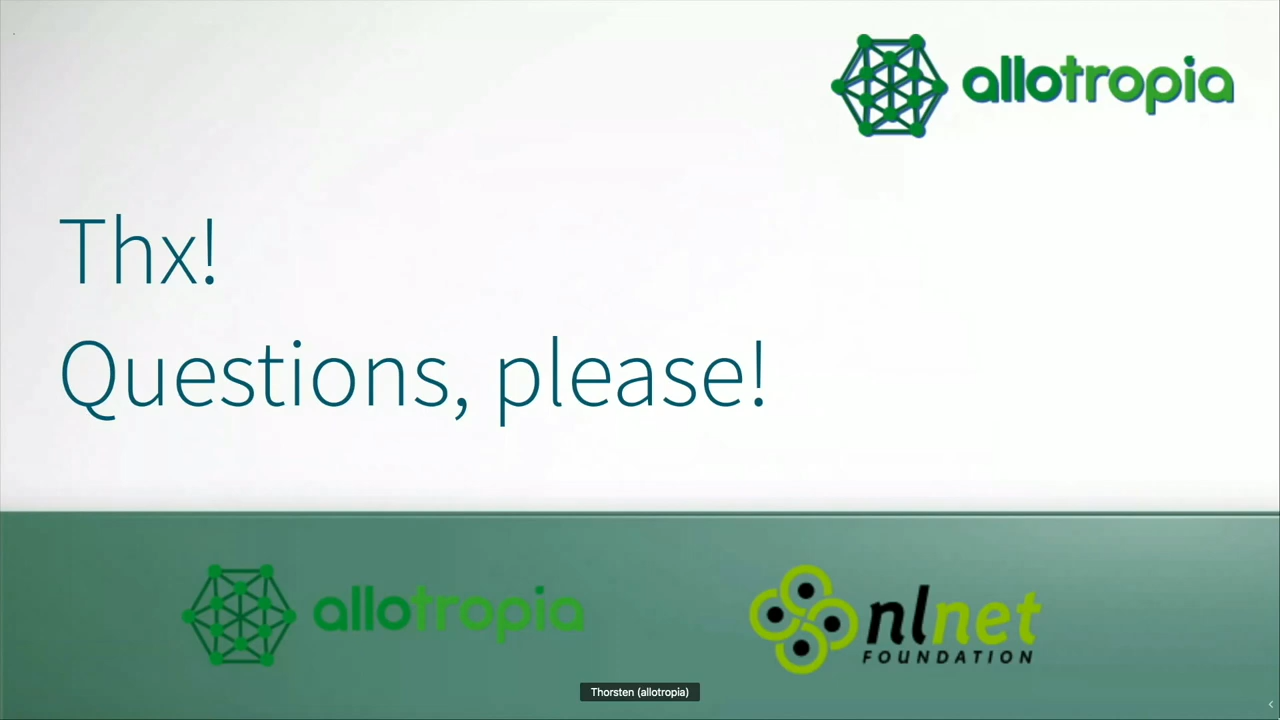 allotropia
Thx!
Questions, please!
allotropia
nlnet
FOUNDATION
Thorsten (allotropia)